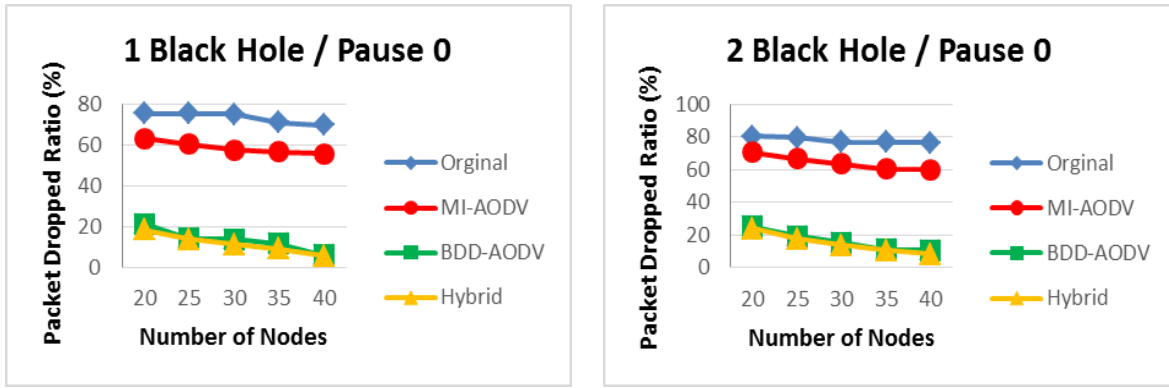 1 Black Hole / Pause 0
Packet Dropped Ratio (%)
80
60
40
20
0
20 25 30 35 40
Number of Nodes
Orginal
MI-AODV
BDD-AODV
Hybrid
2 Black Hole / Pause 0
Packet Dropped Ratio (%)
100
80
60
40
20
0
20 25 30 35 40
Number of Nodes
Orginal
MI-AODV
BDD-AODV
Hybrid